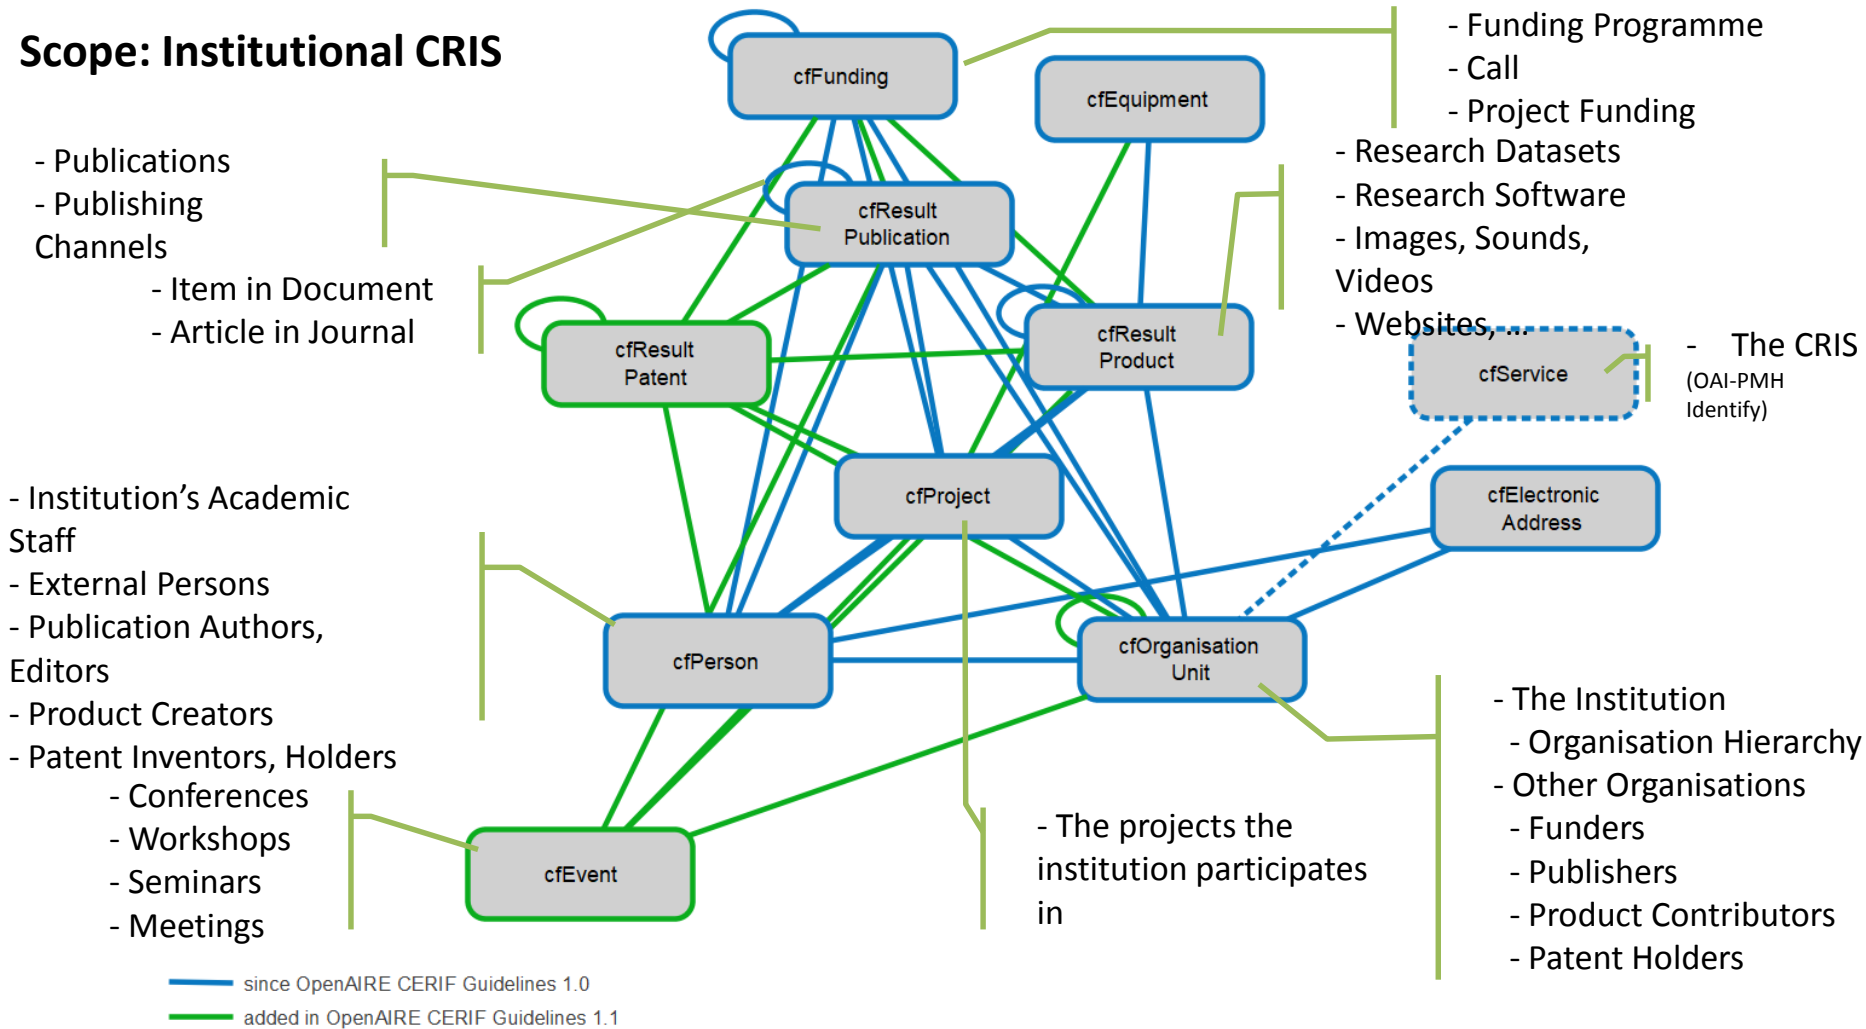 Scope: Institutional CRIS
cfFunding
cfEquipment
- Funding Programme
- Call
- Project Funding
- Publications
- Publishing
Channels
- Item in Document
- Article in Journal
cfResult
Publication
- Research Datasets
- Research Software
- Images, Sounds,
Videos
- Websites, ...
cfResult
Patent
cfResult
Product
cfService
- The CRIS
(OAI-PMH
Identify)
cfProject
cfElectronic
Address
- Institution’s Academic
Staff
- External Persons
- Publication Authors,
Editors
- Product Creators
- Patent Inventors, Holders
cfPerson
cfOrganisation
Unit
- Conferences
- Workshops
- Seminars
- Meetings
cfEvent
- The projects the
institution participates
in
- The Institution
- Organisation Hierarchy
- Other Organisations
- Funders
- Publishers
- Product Contributors
- Patent Holders
since OpenAIRE CERIF Guidelines 1.0
added in OpenAIRE CERIF Guidelines 1.1